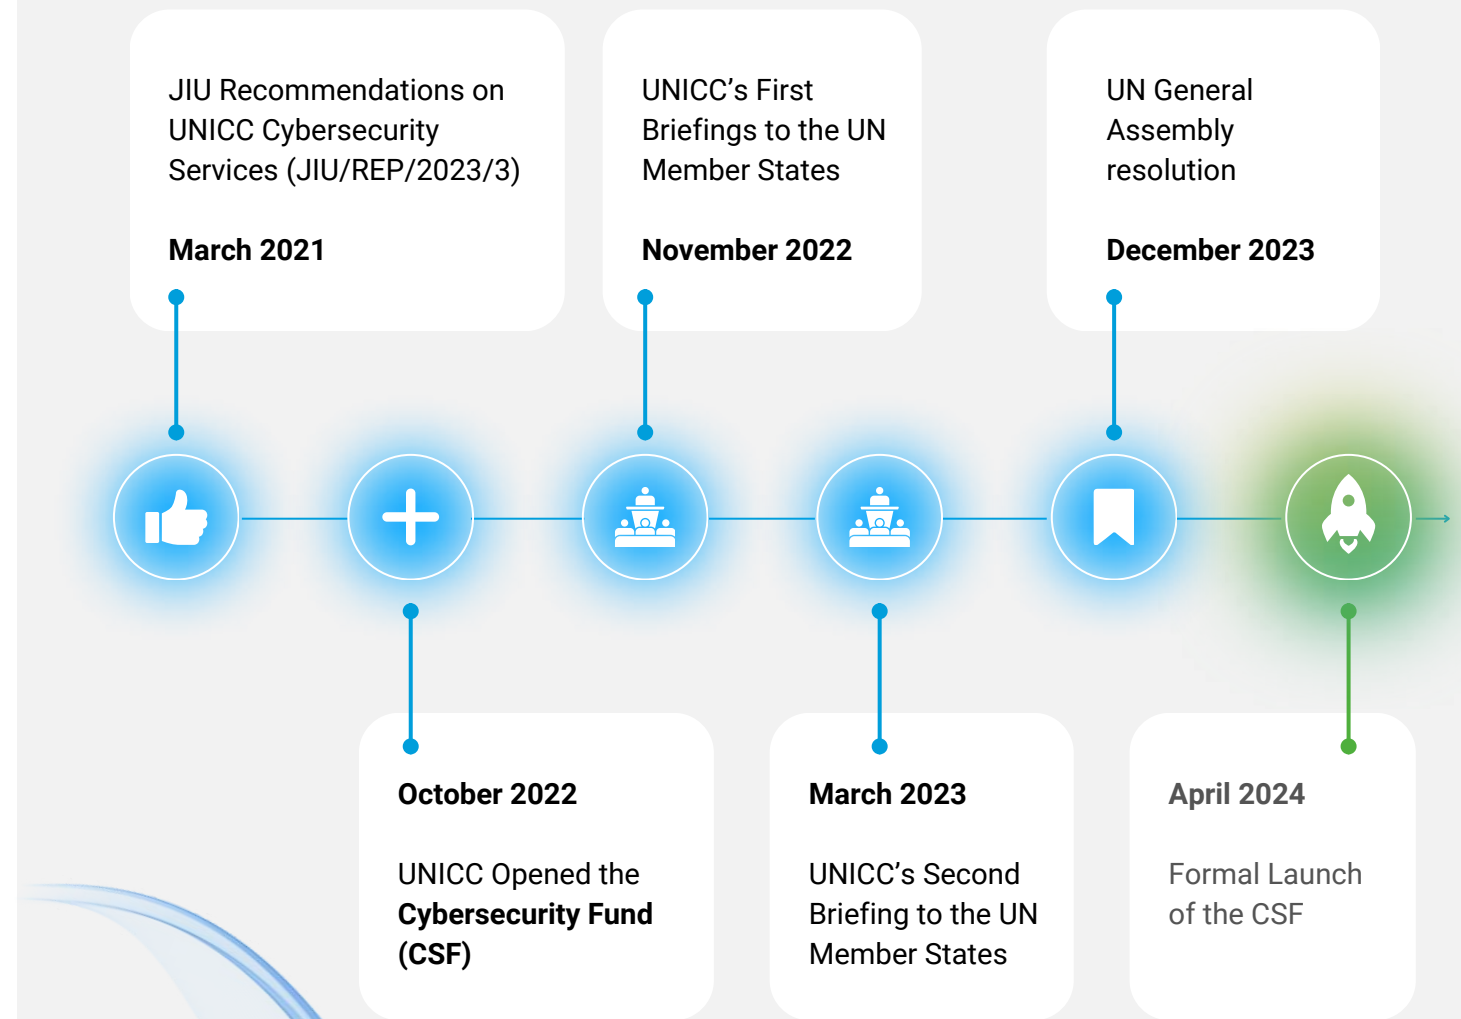 JIU Recommendations on
UNICC Cybersecurity
Services (JIU/REP/2023/3)
March 2021
UNICC’s First
Briefings to the UN
Member States
November 2022
UN General
Assembly
resolution
December 2023
October 2022
UNICC Opened the
Cybersecurity Fund
(CSF)
March 2023
UNICC’s Second
Briefing to the UN
Member States
April 2024
Formal Launch
of the CSF